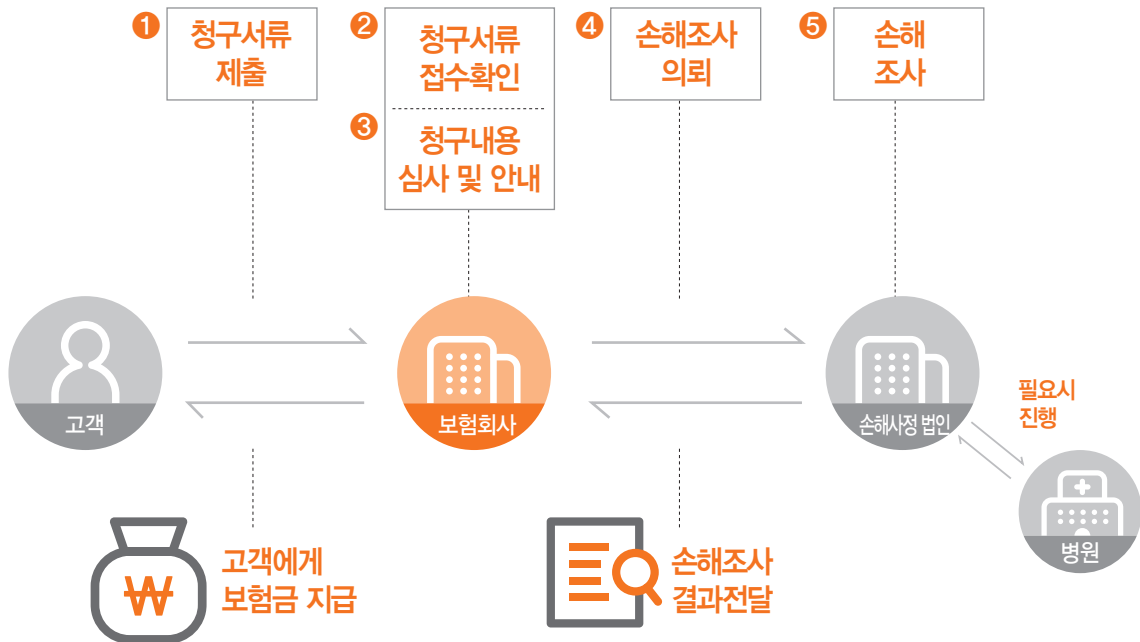 ❶ 청구서류
제출
❷ 청구서류
접수확인
❸ 청구내용
심사 및 안내
❹ 손해조사
의뢰
❺ 손해
조사
고객
보험회사
손해사정 법인
필요시
진행
병원
₩
고객에게
보험금 지급
손해조사
결과전달